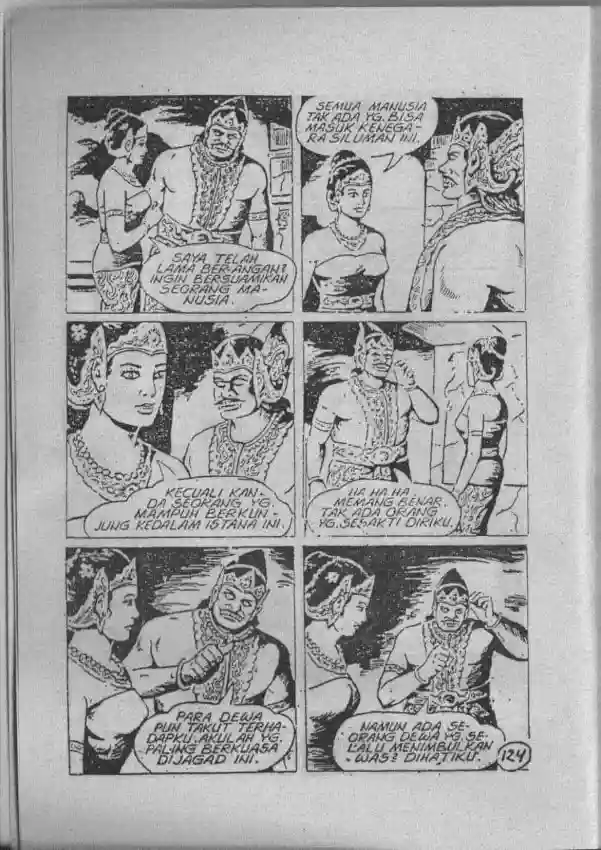 SAYA TELAH
LAMA BER-ANGAN²
INGIN BERSUAMIKAN
SEORANG MA-
NUSIA.
SEMUA MANUSIA
TAK ADA YG. BISA
MASUK KENEGA-
RA SILUMAN INI.
KECUALI KAN-
DA SEORANG YG.
MAMPUH BERKUN-
JUNG KEDALAM ISTANA INI.
HA HA HA.
MEMANG BENAR.
TAK ADA ORANG
YG. SESAKTI DIRIKU.
PARA DEWA
PUN TAKUT TERHA-
DAPKU. AKULAH YG.
PALING BERKUASA
DIJAGAD INI.
NAMUN ADA SE-
ORANG DEWA YG. SE-
LALU MENIMBULKAN
WAS² DIHATIKU.
124